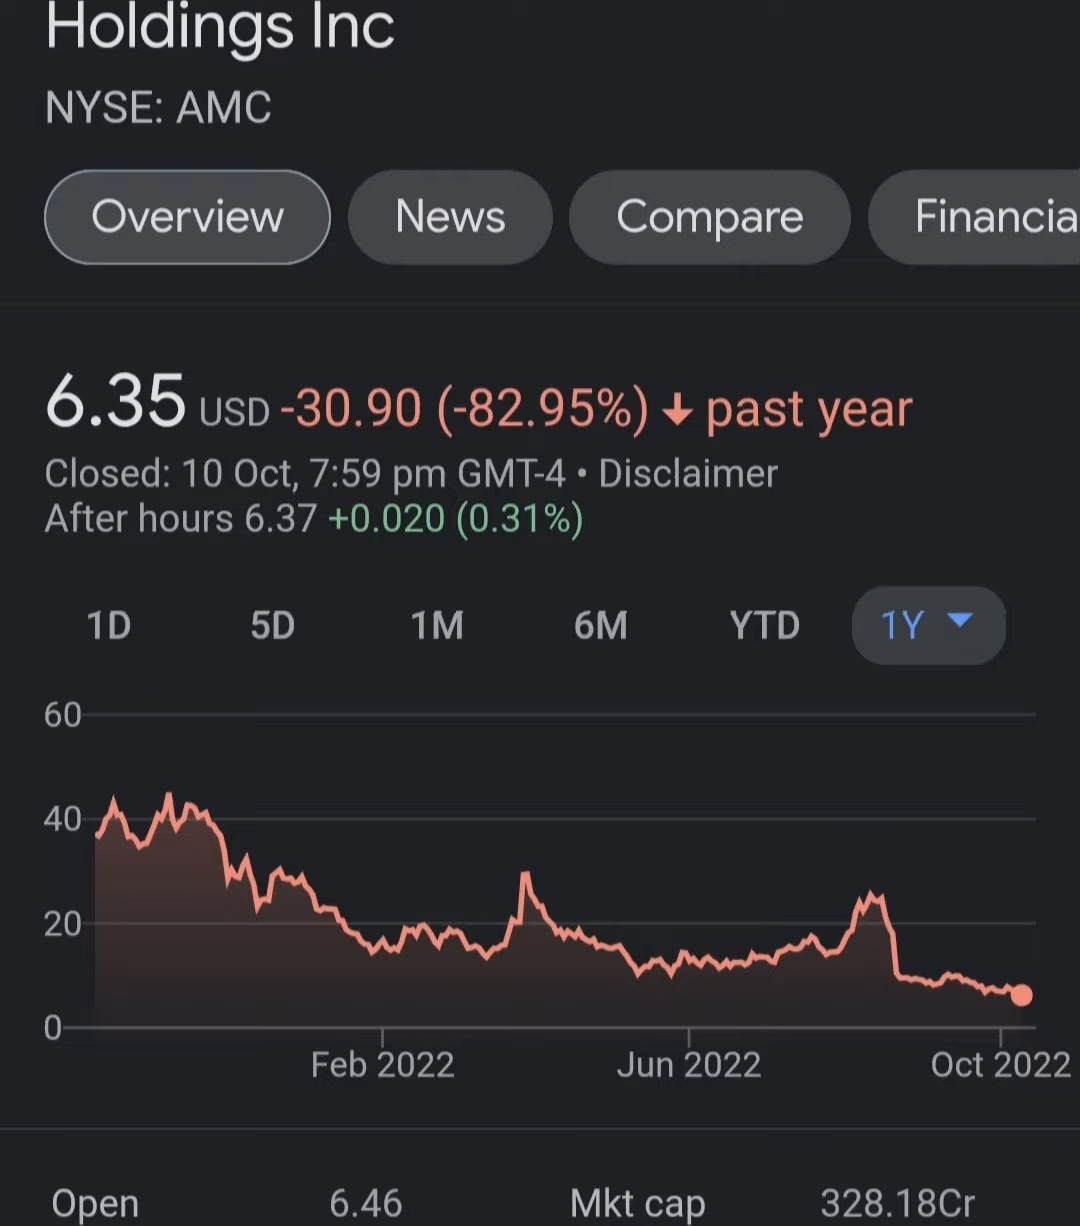 Holdings Inc
NYSE: AMC
Overview News Compare Financia
6.35 USD -30.90 (-82.95%) ↓ past year
Closed: 10 Oct, 7:59 pm GMT-4 • Disclaimer
After hours 6.37 +0.020 (0.31%)
1D 5D 1M 6M YTD 1Y
60
40
20
0
Feb 2022 Jun 2022 Oct 2022
Open 6.46 Mkt cap 328.18Cr